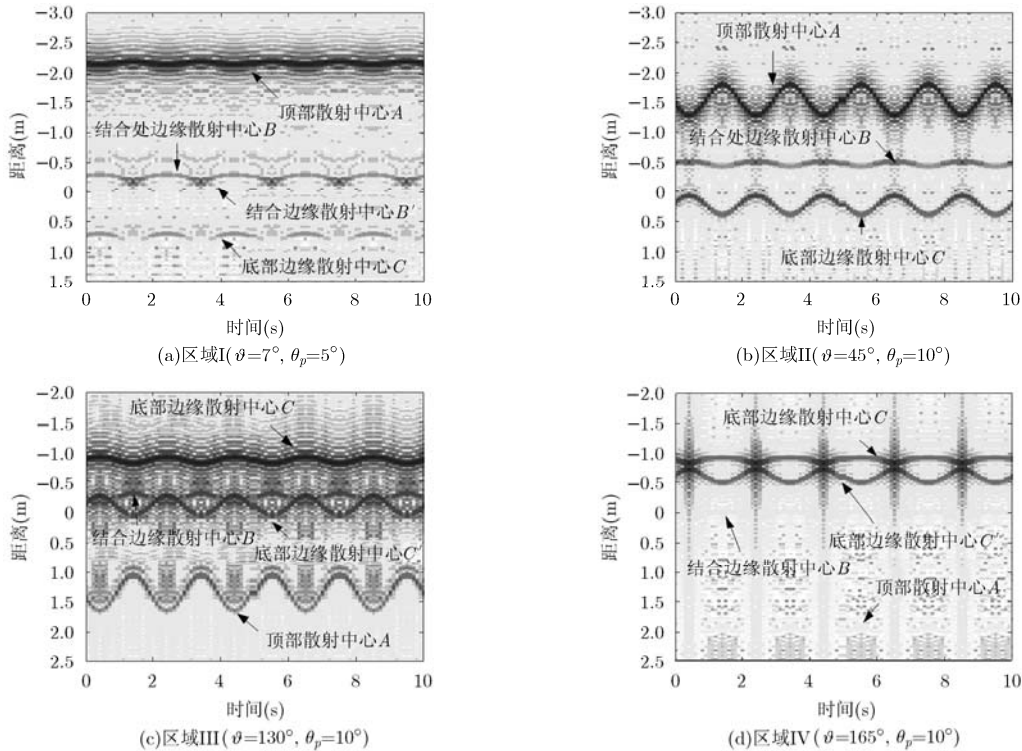 −3.0
−2.5
−2.0
−1.5
−1.0
−0.5
0
0.5
1.0
1.5
距离(m)
顶部散射中心A
结合处边缘散射中心B
结合边缘散射中心B′
底部边缘散射中心C
0 2 4 6 8 10
时间(s)
(a)区域I(ϑ=7°, θp=5°)
−3.0
−2.5
−2.0
−1.5
−1.0
−0.5
0
0.5
1.0
1.5
距离(m)
顶部散射中心A
结合处边缘散射中心B
底部边缘散射中心C
0 2 4 6 8 10
时间(s)
(b)区域II(ϑ=45°, θp=10°)
−2.0
−1.5
−1.0
−0.5
0
0.5
1.0
1.5
2.0
2.5
距离(m)
底部边缘散射中心C
结合边缘散射中心B
底部边缘散射中心C′
顶部散射中心A
0 2 4 6 8 10
时间(s)
(c)区域III(ϑ=130°, θp=10°)
−2.0
−1.5
−1.0
−0.5
0
0.5
1.0
1.5
2.0
2.5
距离(m)
底部边缘散射中心C
底部边缘散射中心C′
结合边缘散射中心B
顶部散射中心A
0 2 4 6 8 10
时间(s)
(d)区域IV(ϑ=165°, θp=10°)